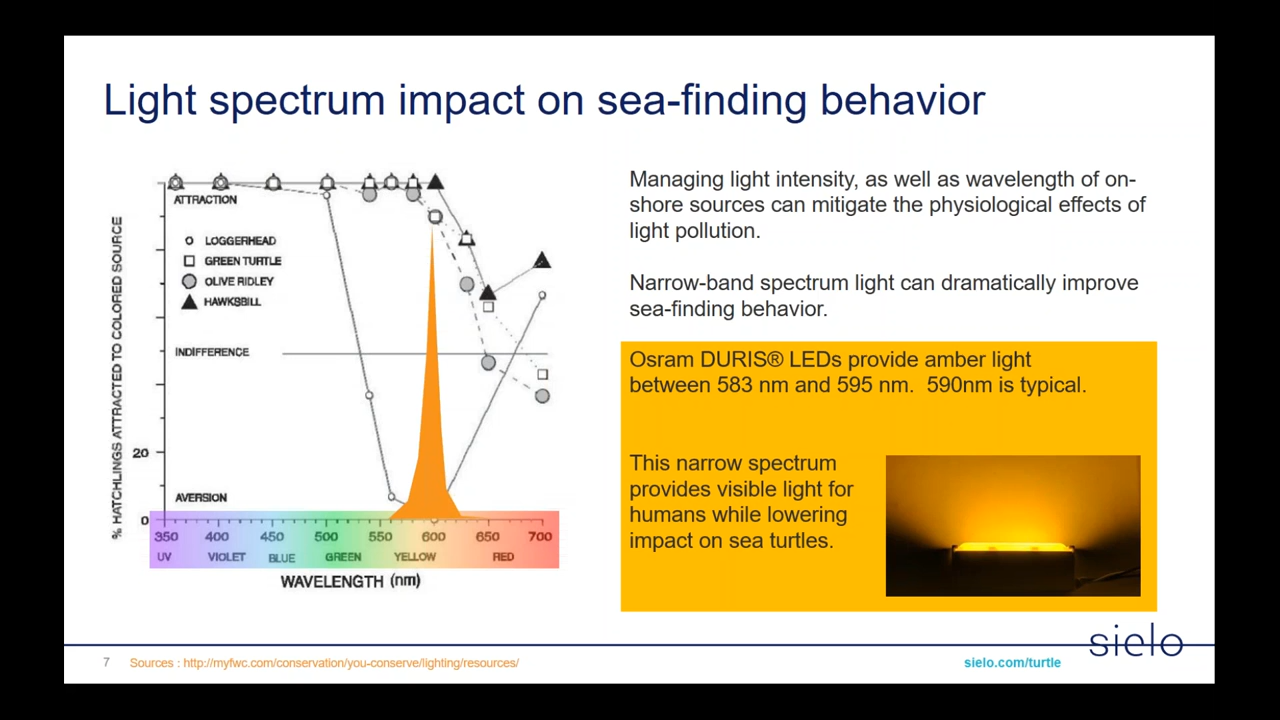 Light spectrum impact on sea-finding behavior
% HATCHLINGS ATTRACTED TO COLORED SOURCE
ATTRACTION
LOGGERHEAD
GREEN TURTLE
OLIVE RIDLEY
HAWKSBILL
INDIFFERENCE
20
AVERSION
0
350 400 450 500 550 600 650 700
UV VIOLET BLUE GREEN YELLOW RED
WAVELENGTH (nm)
Managing light intensity, as well as wavelength of on-
shore sources can mitigate the physiological effects of
light pollution.
Narrow-band spectrum light can dramatically improve
sea-finding behavior.
Osram DURIS® LEDs provide amber light
between 583 nm and 595 nm. 590nm is typical.
This narrow spectrum
provides visible light for
humans while lowering
impact on sea turtles.
sielo
7 Sources : http://myfwc.com/conservation/you-conserve/lighting/resources/
sielo.com/turtle